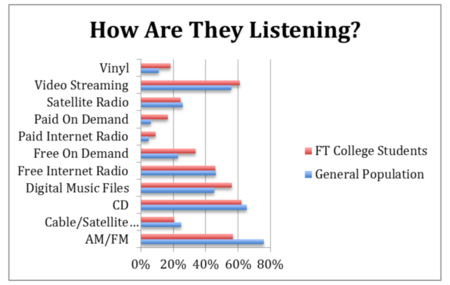 How Are They Listening?
Vinyl
Video Streaming
Satellite Radio
Paid On Demand
Paid Internet Radio
Free On Demand
Free Internet Radio
Digital Music Files
CD
Cable/Satellite ...
AM/FM
FT College Students
General Population
0% 20% 40% 60% 80%